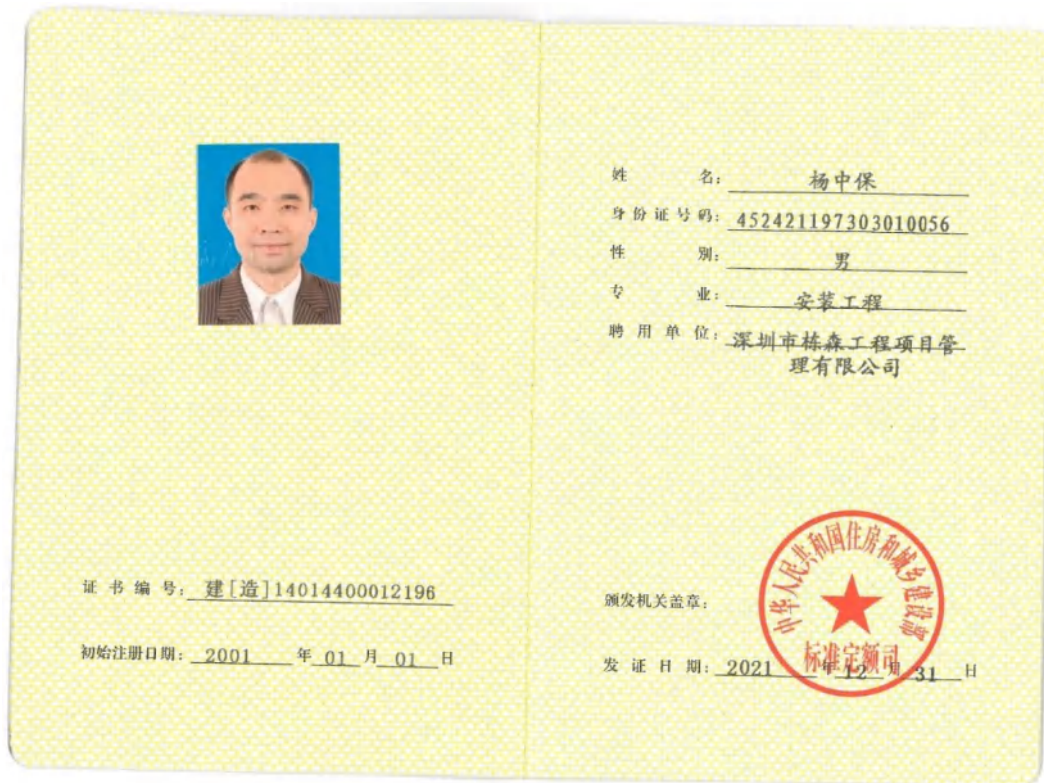 证书编号：建[造]14014400012196
初始注册日期：2001年01月01日
姓名：杨中保
身份证号码：452421197303010056
性别：男
专业：安装工程
聘用单位：深圳市栋森工程项目管
理有限公司
颁发机关盖章：
中华人民共和国住房和城乡建设部
标准定额司
发证日期：2021年12月31日